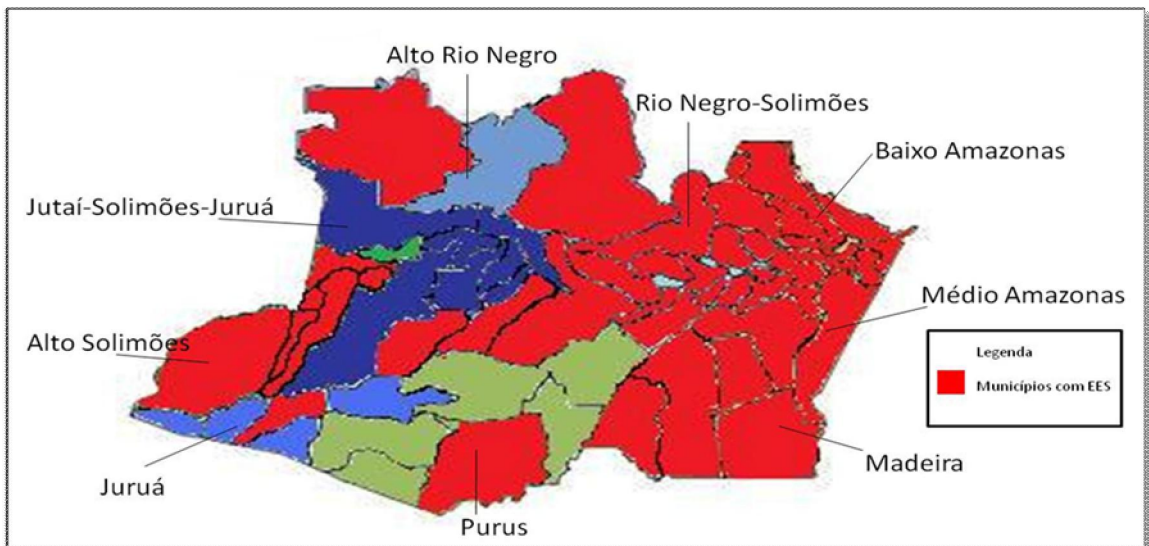 Alto Rio Negro
Rio Negro-Solimões
Baixo Amazonas
Jutaí-Solimões-Juruá
Médio Amazonas
Alto Solimões
Legenda
Municípios com EES
Madeira
Juruá
Purus